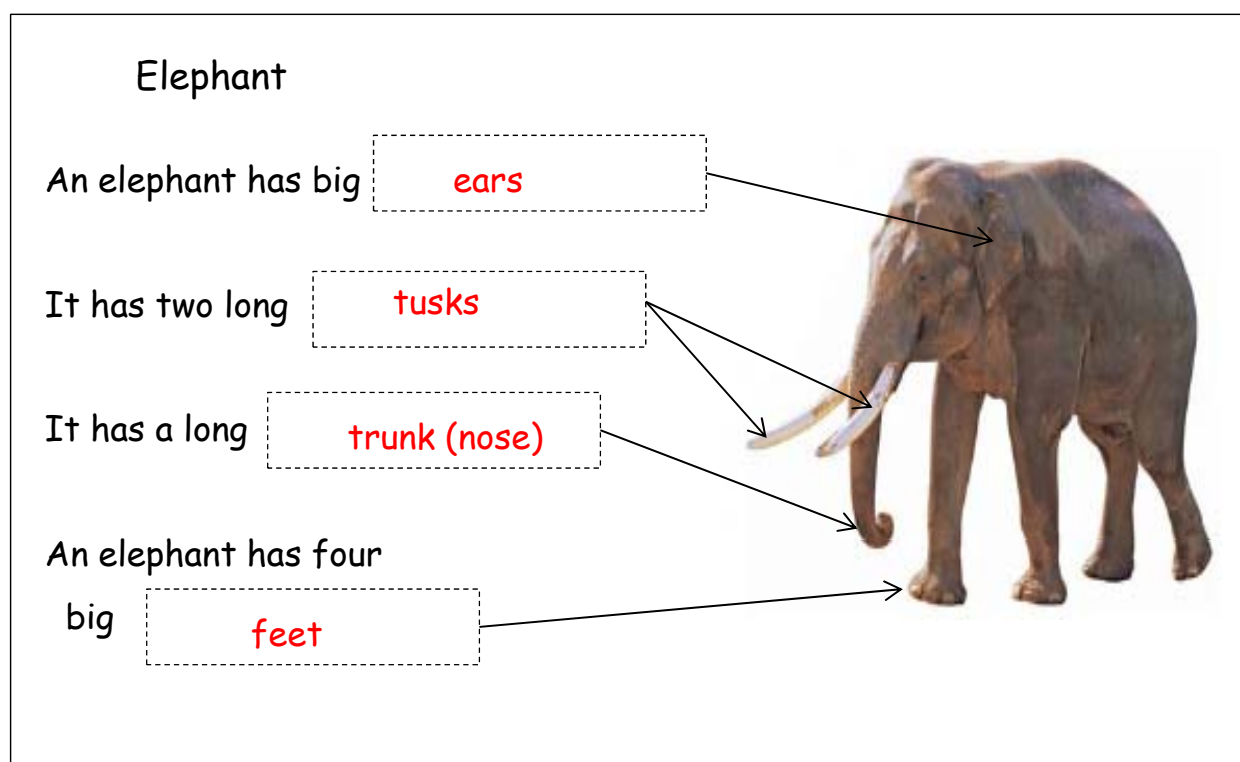 Elephant
An elephant has big ears
It has two long tusks
It has a long trunk (nose)
An elephant has four
big feet